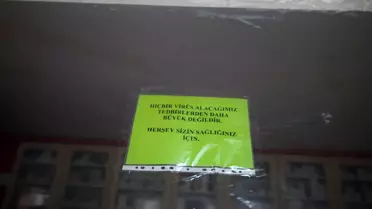 HİÇBİR VİRÜS ALACAĞIMIZ
TEDBİRLERDEN DAHA
BÜYÜK DEĞİLDİR.
HERŞEY SİZİN SAĞLIĞINIZ
İÇİN.